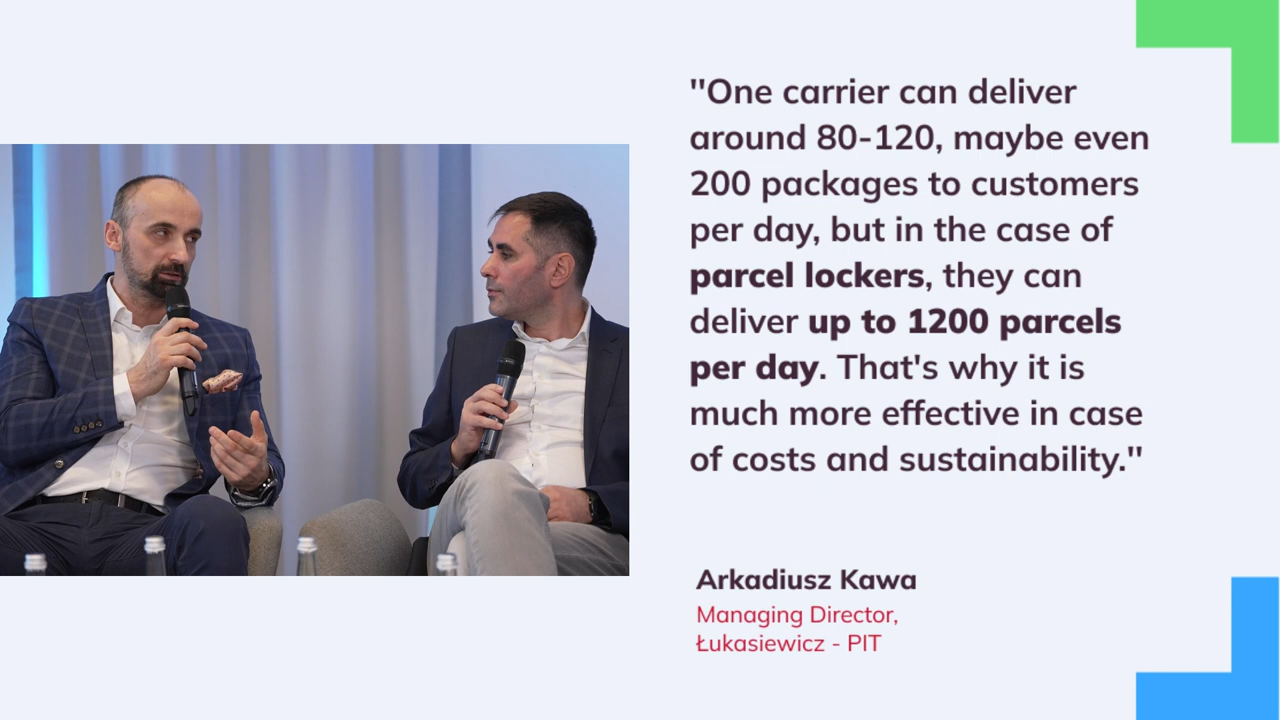 "One carrier can deliver
around 80-120, maybe even
200 packages to customers
per day, but in the case of
parcel lockers, they can
deliver up to 1200 parcels
per day. That's why it is
much more effective in case
of costs and sustainability."
Arkadiusz Kawa
Managing Director,
Łukasiewicz - PIT